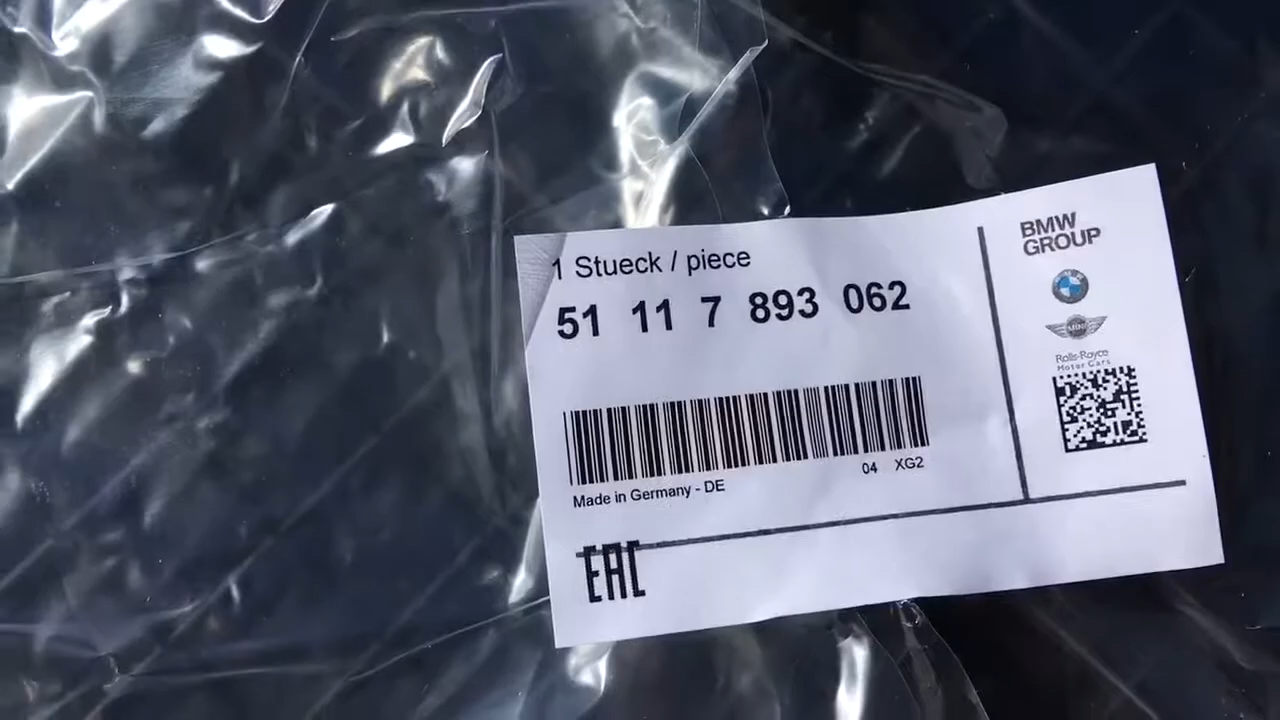 1 Stueck / piece
51 11 7 893 062
04 XG2
Made in Germany - DE
EAC
BMW
GROUP
MINI
Rolls-Royce
Motor Cars